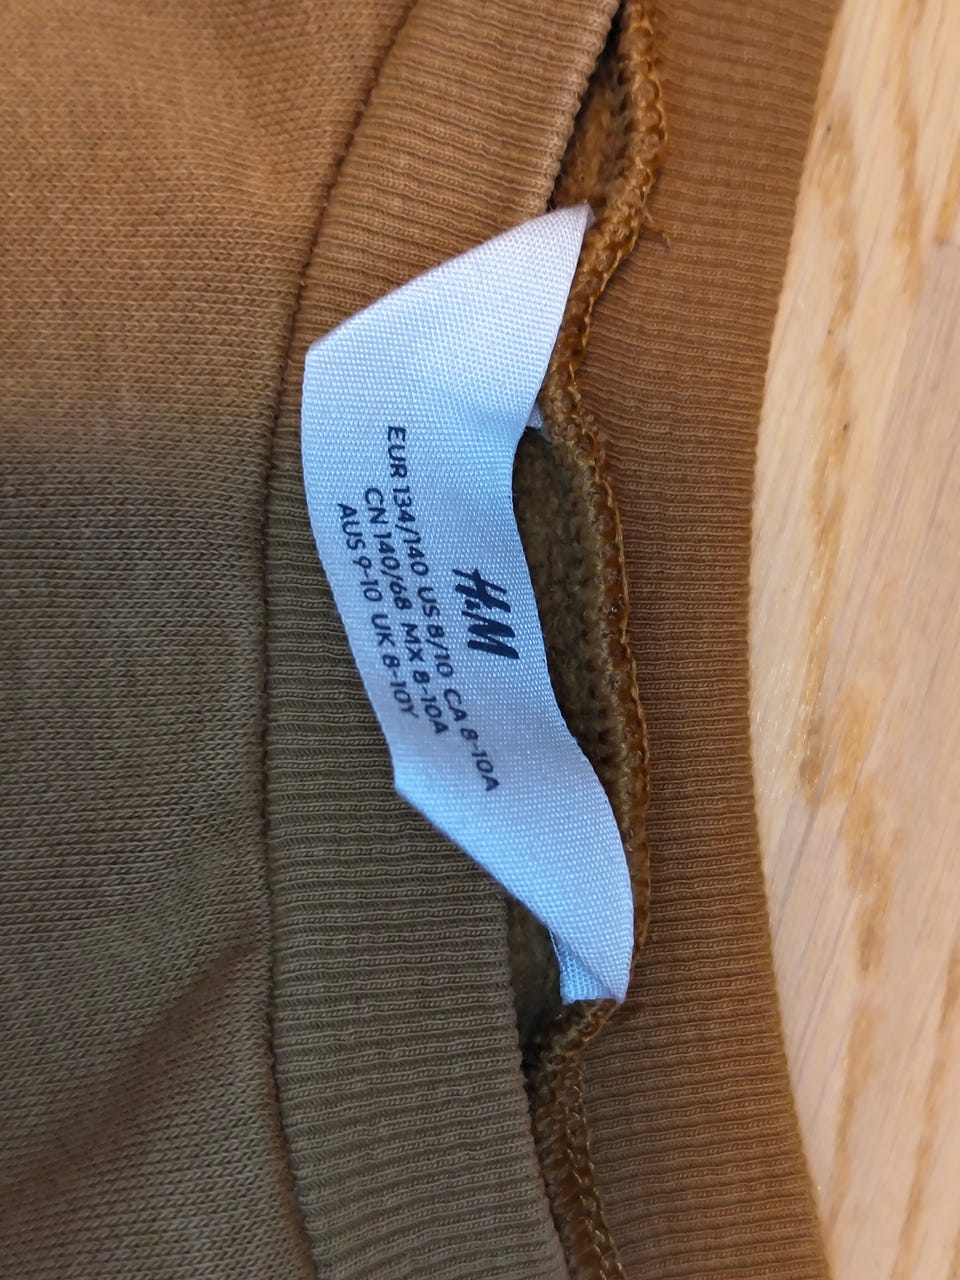 H&M
EUR 134/140 US 8/10 CA 8-10A
CN 140/68 MX 8-10A
AUS 9-10 UK 8-10Y